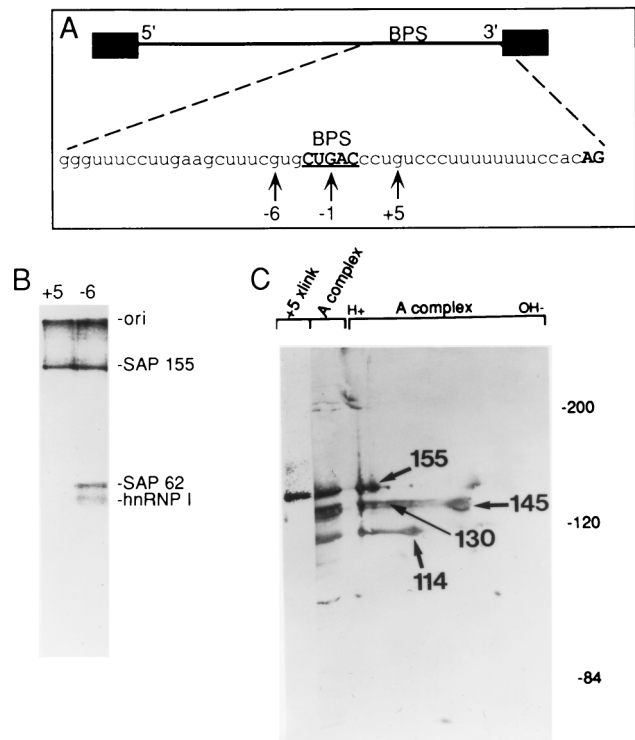 A
5'
BPS
3'
BPS
ggguuuccuugaagcuuucgugCUGACccugucccuuuuuuuuccacAG
-6
-1
+5
B
+5 -6
-ori
-SAP 155
-SAP 62
-hnRNP I
C
+5 xlink
A complex
H+
A complex
OH-
-200
155
145
-120
130
114
-84